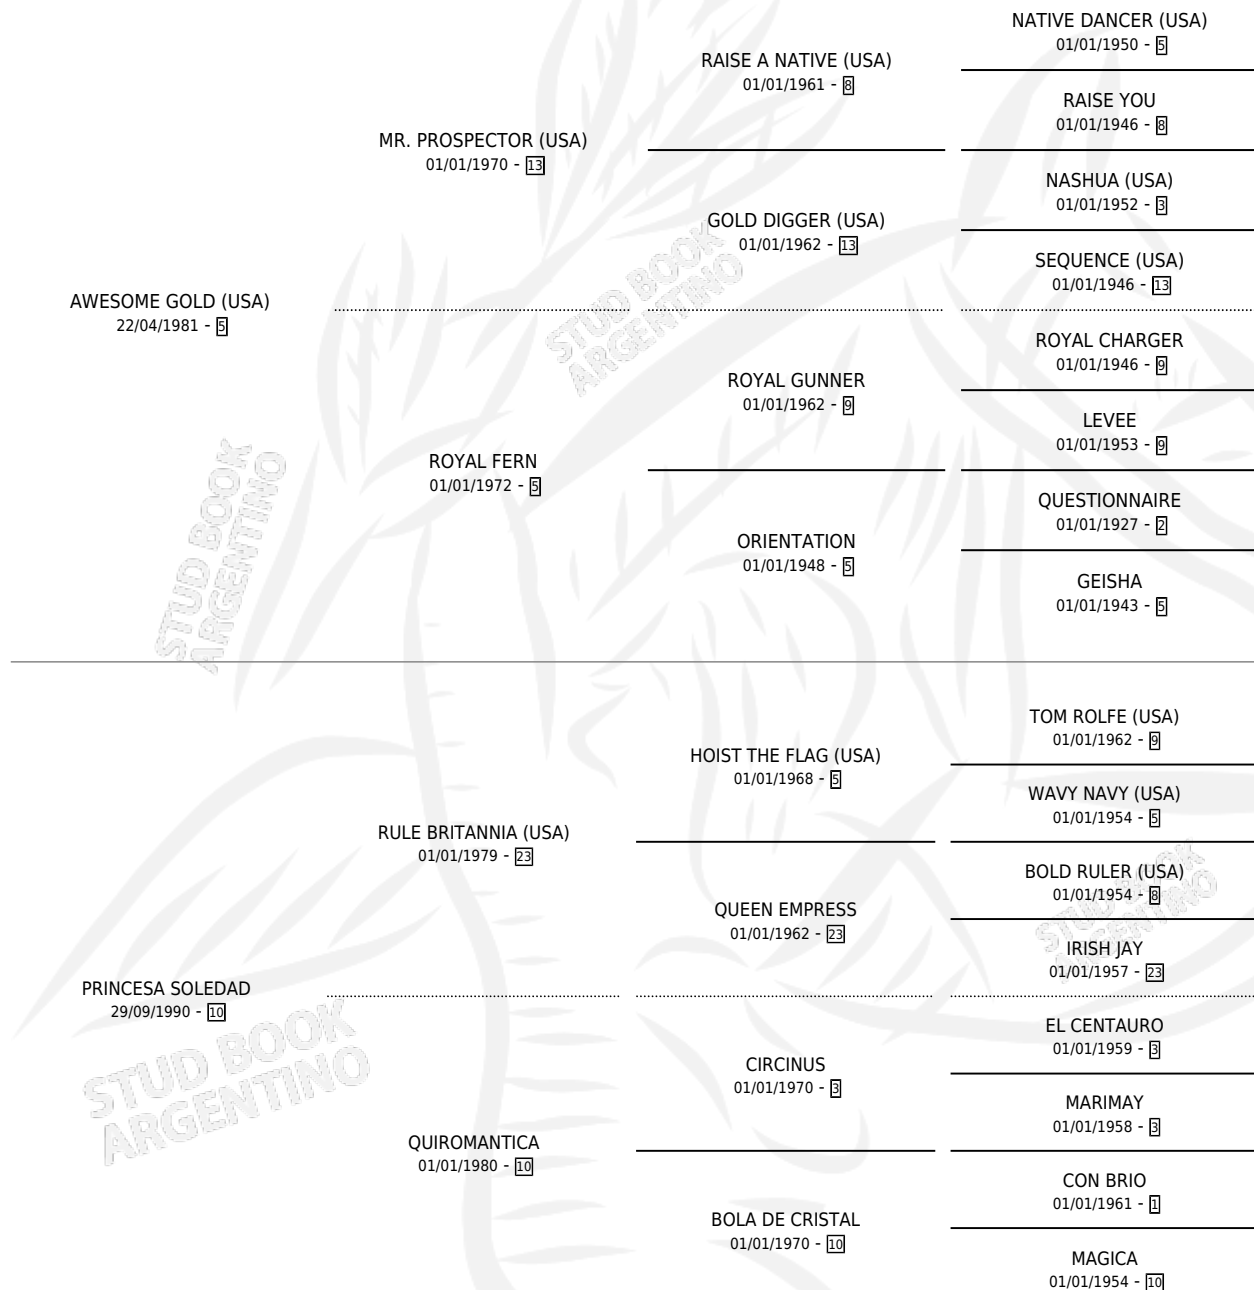 NATIVE DANCER (USA)
01/01/1950 - 5
RAISE A NATIVE (USA)
01/01/1961 - 8
RAISE YOU
01/01/1946 - 8
MR. PROSPECTOR (USA)
01/01/1970 - 13
NASHUA (USA)
01/01/1952 - 3
GOLD DIGGER (USA)
01/01/1962 - 13
SEQUENCE (USA)
01/01/1946 - 13
AWESOME GOLD (USA)
22/04/1981 - 5
ROYAL CHARGER
01/01/1946 - 9
ROYAL GUNNER
01/01/1962 - 9
LEVEE
01/01/1953 - 9
ROYAL FERN
01/01/1972 - 5
QUESTIONNAIRE
01/01/1927 - 2
ORIENTATION
01/01/1948 - 5
GEISHA
01/01/1943 - 5
TOM ROLFE (USA)
01/01/1962 - 9
HOIST THE FLAG (USA)
01/01/1968 - 5
WAVY NAVY (USA)
01/01/1954 - 5
RULE BRITANNIA (USA)
01/01/1979 - 23
BOLD RULER (USA)
01/01/1954 - 8
QUEEN EMPRESS
01/01/1962 - 23
IRISH JAY
01/01/1957 - 23
PRINCESA SOLEDAD
29/09/1990 - 10
EL CENTAURO
01/01/1959 - 3
CIRCINUS
01/01/1970 - 3
MARIMAY
01/01/1958 - 3
QUIROMANTICA
01/01/1980 - 10
CON BRIO
01/01/1961 - 1
BOLA DE CRISTAL
01/01/1970 - 10
MAGICA
01/01/1954 - 10
STUD BOOK
ARGENTINO
STUD BOOK
ARGENTINO
STUD BOOK
ARGENTINO
STUD BOOK
ARGENTINO